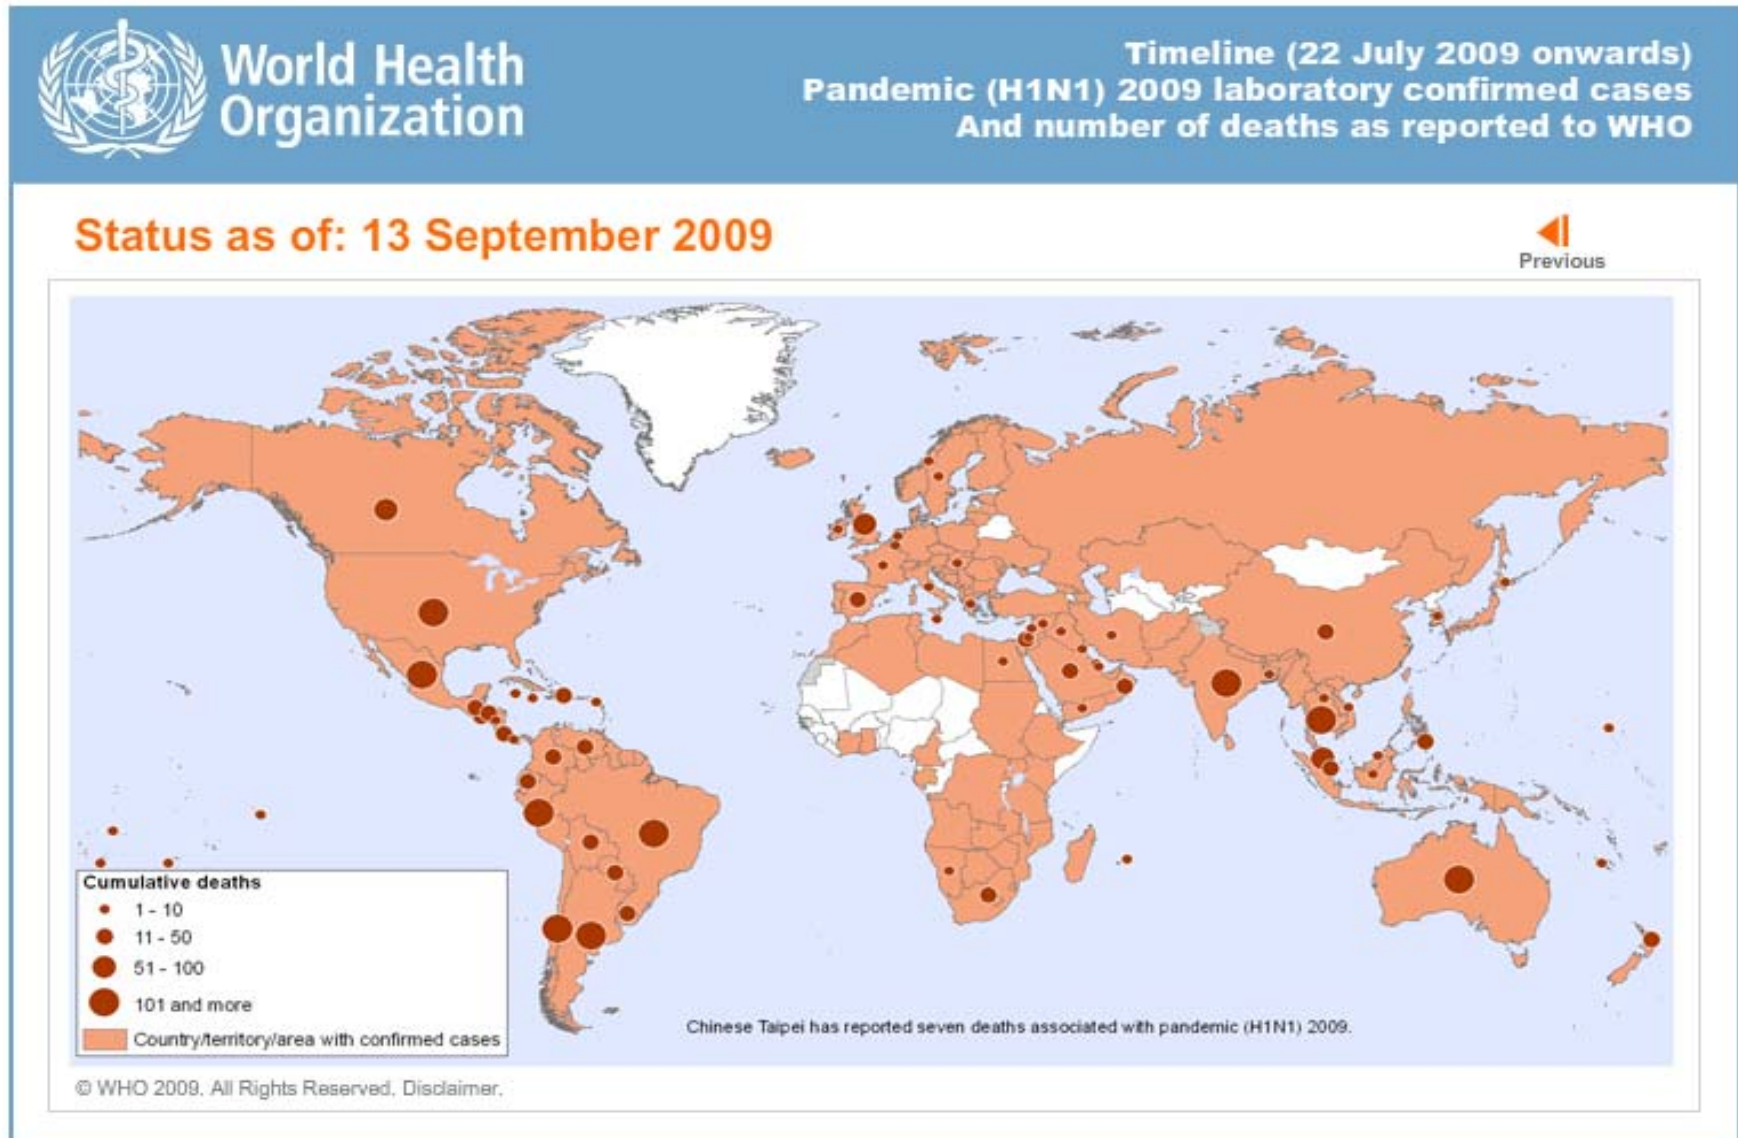 World Health
Organization
Timeline (22 July 2009 onwards)
Pandemic (H1N1) 2009 laboratory confirmed cases
And number of deaths as reported to WHO
Status as of: 13 September 2009
Previous
Cumulative deaths
1 - 10
11 - 50
51 - 100
101 and more
Country/territory/area with confirmed cases
Chinese Taipei has reported seven deaths associated with pandemic (H1N1) 2009.
© WHO 2009. All Rights Reserved. Disclaimer.